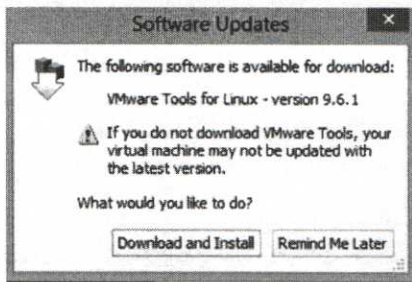 Software Updates
The following software is available for download:
VMware Tools for Linux - version 9.6.1
If you do not download VMware Tools, your
virtual machine may not be updated with
the latest version.
What would you like to do?
Download and Install Remind Me Later